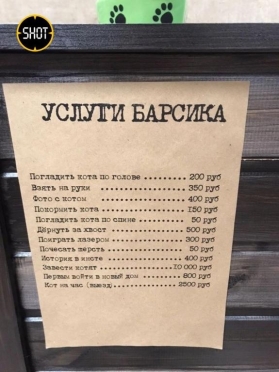 SHOT
УСЛУГИ БАРСИКА
Погладить кота по голове .......... 200 руб
Взять на руки .......... 350 руб
Фото с котом .......... 400 руб
Покормить кота .......... 150 руб
Погладить кота по спине .......... 50 руб
Дёрнуть за хвост .......... 500 руб
Поиграть лазером .......... 300 руб
Почесать шерсть .......... 50 руб
История в инсте .......... 400 руб
Завести котят .......... 10 000 руб
Первым войти в новый дом .......... 800 руб
Кот на час (выезд) .......... 2500 руб